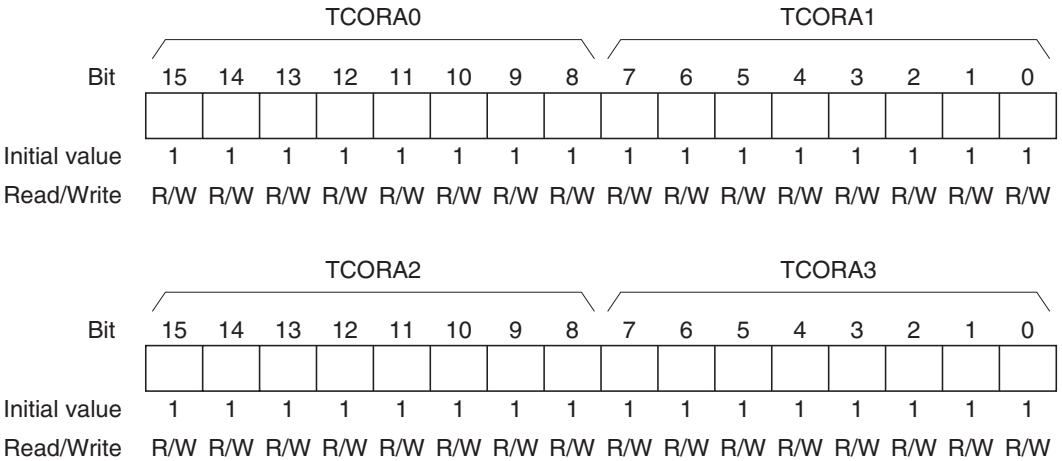 TCORA0 TCORA1
Bit 15 14 13 12 11 10 9 8 7 6 5 4 3 2 1 0
Initial value 1 1 1 1 1 1 1 1 1 1 1 1 1 1 1 1
Read/Write R/W R/W R/W R/W R/W R/W R/W R/W R/W R/W R/W R/W R/W R/W R/W R/W
TCORA2 TCORA3
Bit 15 14 13 12 11 10 9 8 7 6 5 4 3 2 1 0
Initial value 1 1 1 1 1 1 1 1 1 1 1 1 1 1 1 1
Read/Write R/W R/W R/W R/W R/W R/W R/W R/W R/W R/W R/W R/W R/W R/W R/W R/W